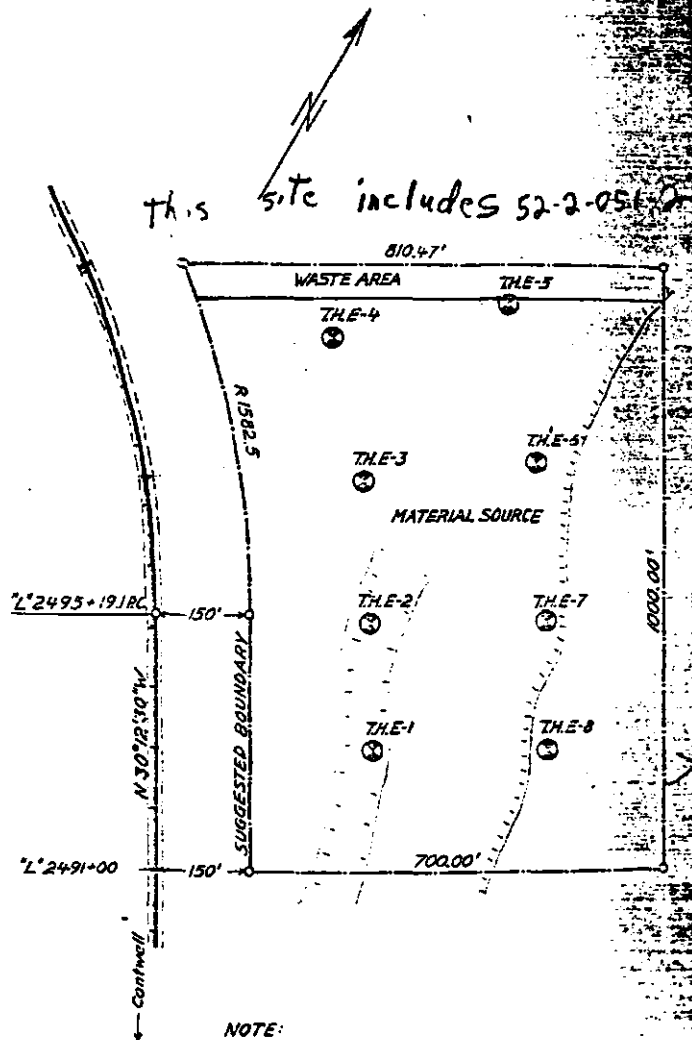 N
This site includes 52-2-051-2
810.47'
WASTE AREA
T.H.E-5
T.H.E-4
R 1582.5
T.H.E-3
T.H.E-51
MATERIAL SOURCE
"L" 2495+19.1 P.C.
150'
T.H.E-2
T.H.E-7
1000.00'
N 30°12'30"W
SUGGESTED BOUNDARY
T.H.E-1
T.H.E-8
"L" 2491+00
150'
700.00'
Cantwell
NOTE: